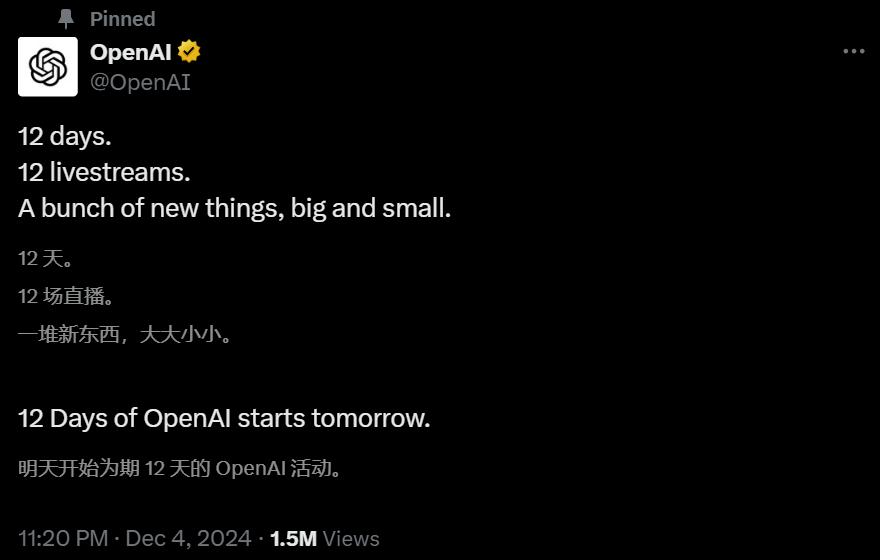 Pinned
OpenAI
@OpenAI
12 days.
12 livestreams.
A bunch of new things, big and small.
12 天。
12 场直播。
一堆新东西，大大小小。
12 Days of OpenAI starts tomorrow.
明天开始为期 12 天的 OpenAI 活动。
11:20 PM · Dec 4, 2024 · 1.5M Views